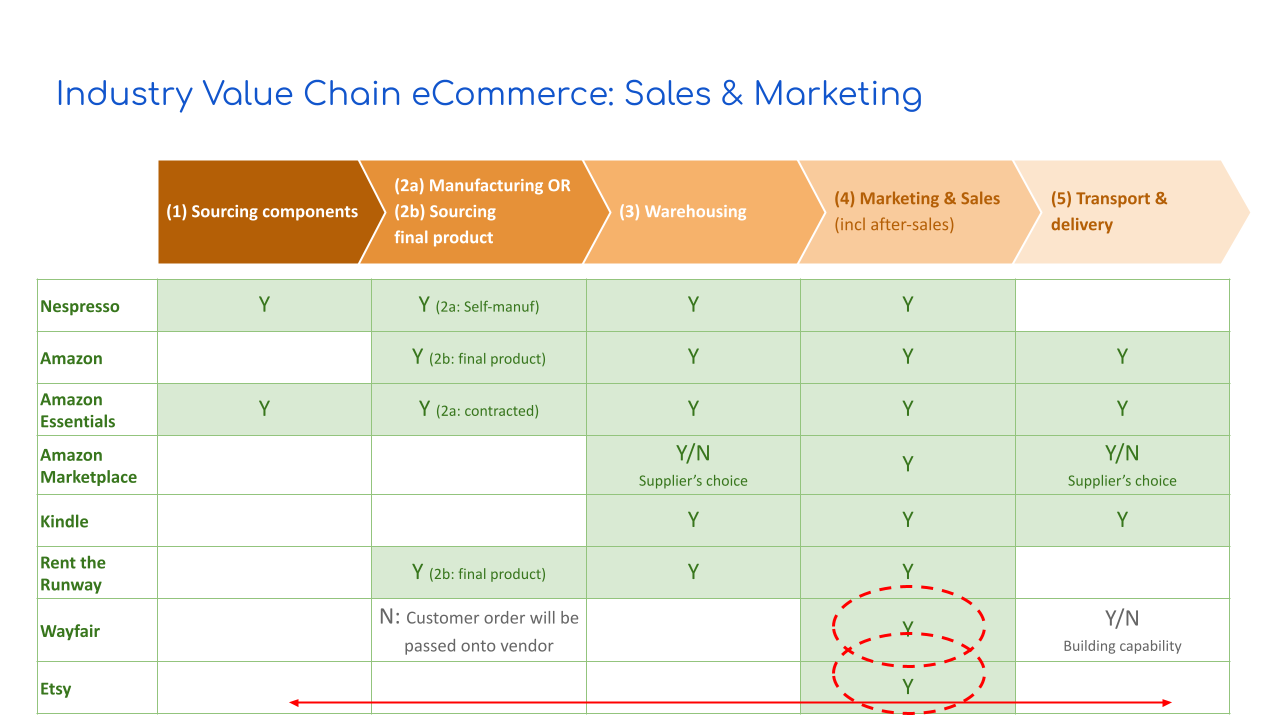 Industry Value Chain eCommerce: Sales & Marketing
(1) Sourcing components
(2a) Manufacturing OR
(2b) Sourcing
final product
(3) Warehousing
(4) Marketing & Sales
(incl after-sales)
(5) Transport &
delivery
Nespresso
Y
Y (2a: Self-manuf)
Y
Y
Amazon
Y (2b: final product)
Y
Y
Y
Amazon
Essentials
Y
Y (2a: contracted)
Y
Y
Y
Amazon
Marketplace
Y/N
Supplier’s choice
Y
Y/N
Supplier’s choice
Kindle
Y
Y
Y
Rent the
Runway
Y (2b: final product)
Y
Y
Wayfair
N: Customer order will be
passed onto vendor
Y
Y/N
Building capability
Etsy
Y